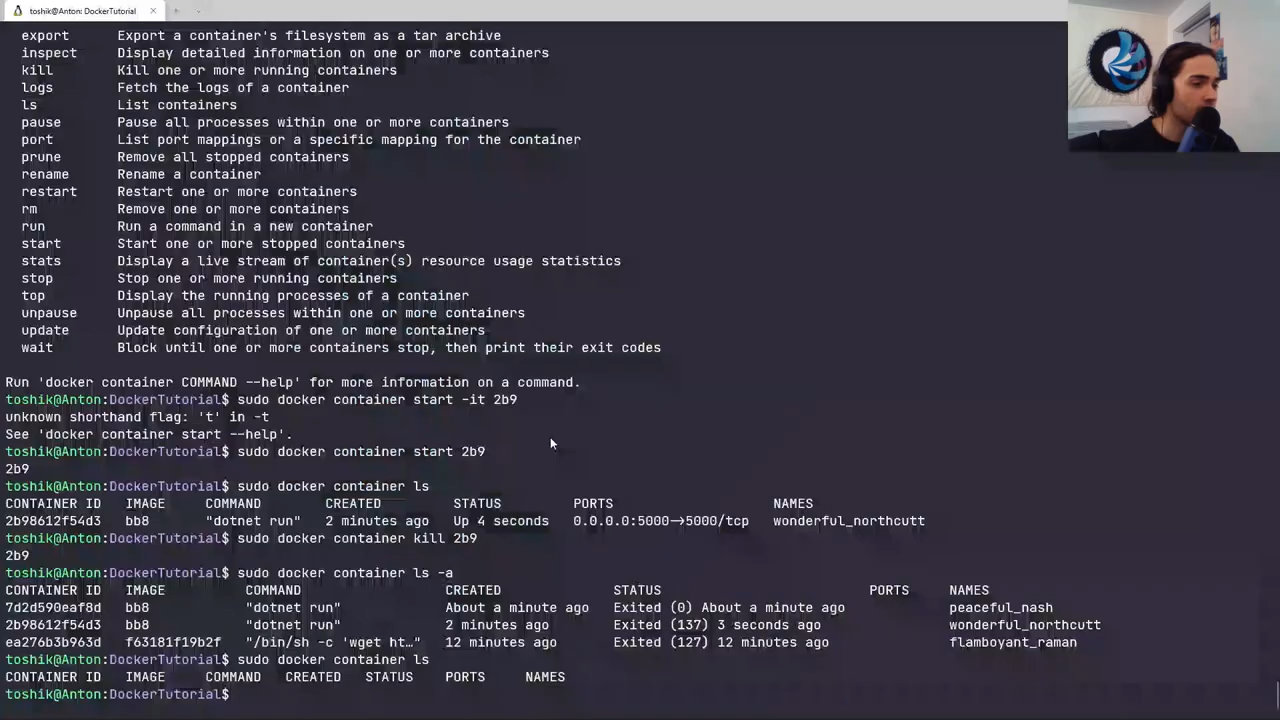 toshik@Anton: DockerTutorial
export Export a container's filesystem as a tar archive
inspect Display detailed information on one or more containers
kill Kill one or more running containers
logs Fetch the logs of a container
ls List containers
pause Pause all processes within one or more containers
port List port mappings or a specific mapping for the container
prune Remove all stopped containers
rename Rename a container
restart Restart one or more containers
rm Remove one or more containers
run Run a command in a new container
start Start one or more stopped containers
stats Display a live stream of container(s) resource usage statistics
stop Stop one or more running containers
top Display the running processes of a container
unpause Unpause all processes within one or more containers
update Update configuration of one or more containers
wait Block until one or more containers stop, then print their exit codes
Run 'docker container COMMAND --help' for more information on a command.
toshik@Anton:DockerTutorial$ sudo docker container start -it 2b9
unknown shorthand flag: 't' in -t
See 'docker container start --help'.
toshik@Anton:DockerTutorial$ sudo docker container start 2b9
2b9
toshik@Anton:DockerTutorial$ sudo docker container ls
CONTAINER ID IMAGE COMMAND CREATED STATUS PORTS NAMES
2b98612f54d3 bb8 "dotnet run" 2 minutes ago Up 4 seconds 0.0.0.0:5000->5000/tcp wonderful_northcutt
toshik@Anton:DockerTutorial$ sudo docker container kill 2b9
2b9
toshik@Anton:DockerTutorial$ sudo docker container ls -a
CONTAINER ID IMAGE COMMAND CREATED STATUS PORTS NAMES
7d2d590eaf8d bb8 "dotnet run" About a minute ago Exited (0) About a minute ago peaceful_nash
2b98612f54d3 bb8 "dotnet run" 2 minutes ago Exited (137) 3 seconds ago wonderful_northcutt
ea276b3b963d f63181f19b2f "/bin/sh -c 'wget ht…" 12 minutes ago Exited (127) 12 minutes ago flamboyant_raman
toshik@Anton:DockerTutorial$ sudo docker container ls
CONTAINER ID IMAGE COMMAND CREATED STATUS PORTS NAMES
toshik@Anton:DockerTutorial$